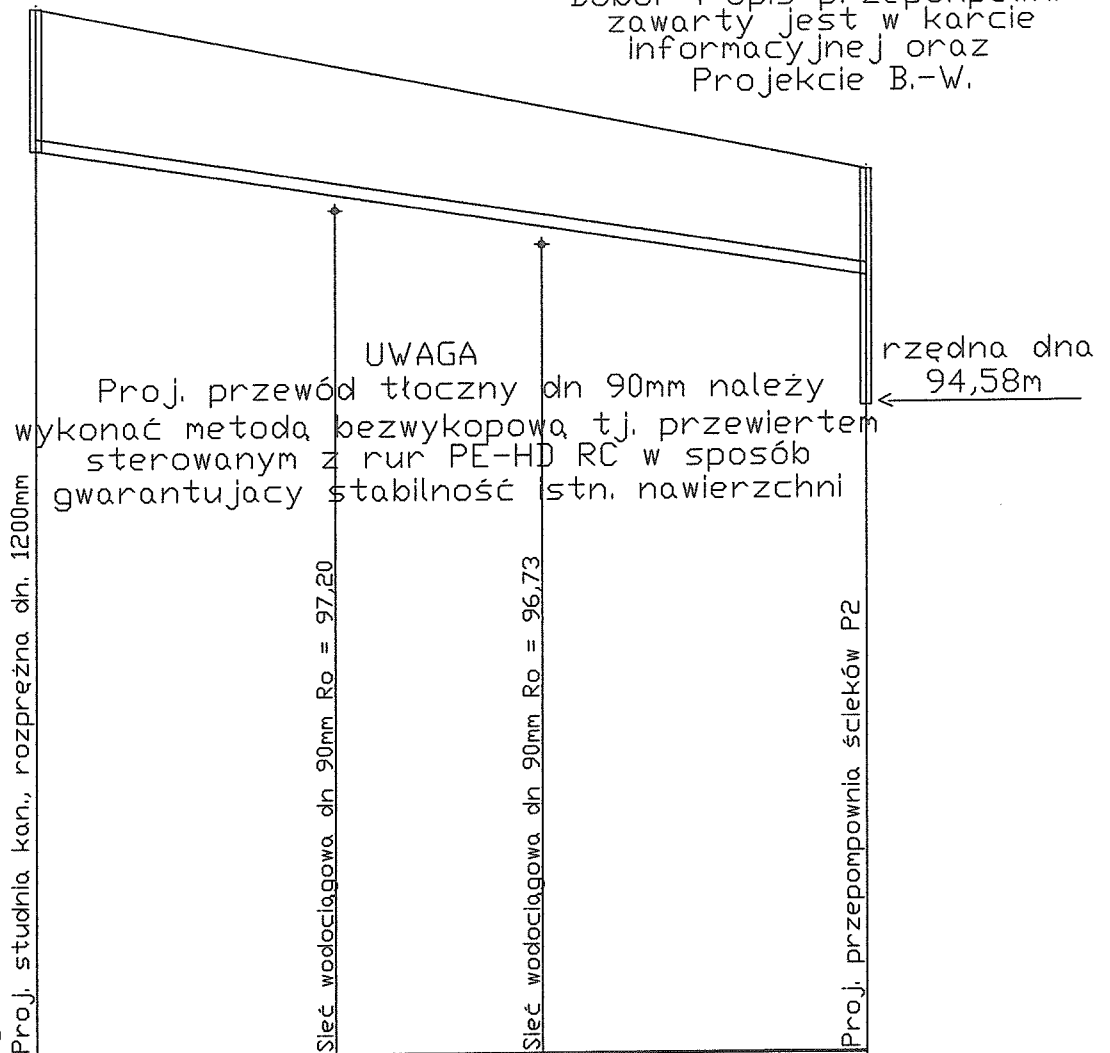 zawarty jest w karcie
informacyjnej oraz
Projekcie B.-W.
rzędna dna
94,58m
UWAGA
Proj. przewód tłoczny dn 90mm należy
wykonać metodą bezwykopową tj. przewiertem
sterowanym z rur PE-HD RC w sposób
gwarantujacy stabilność istn. nawierzchni
Proj. studnia kan., rozprężna dn. 1200mm
Sieć wodociągowa dn 90mm Ro = 97,20
Sieć wodociągowa dn 90mm Ro = 96,73
Proj. przepompownia ścieków P2